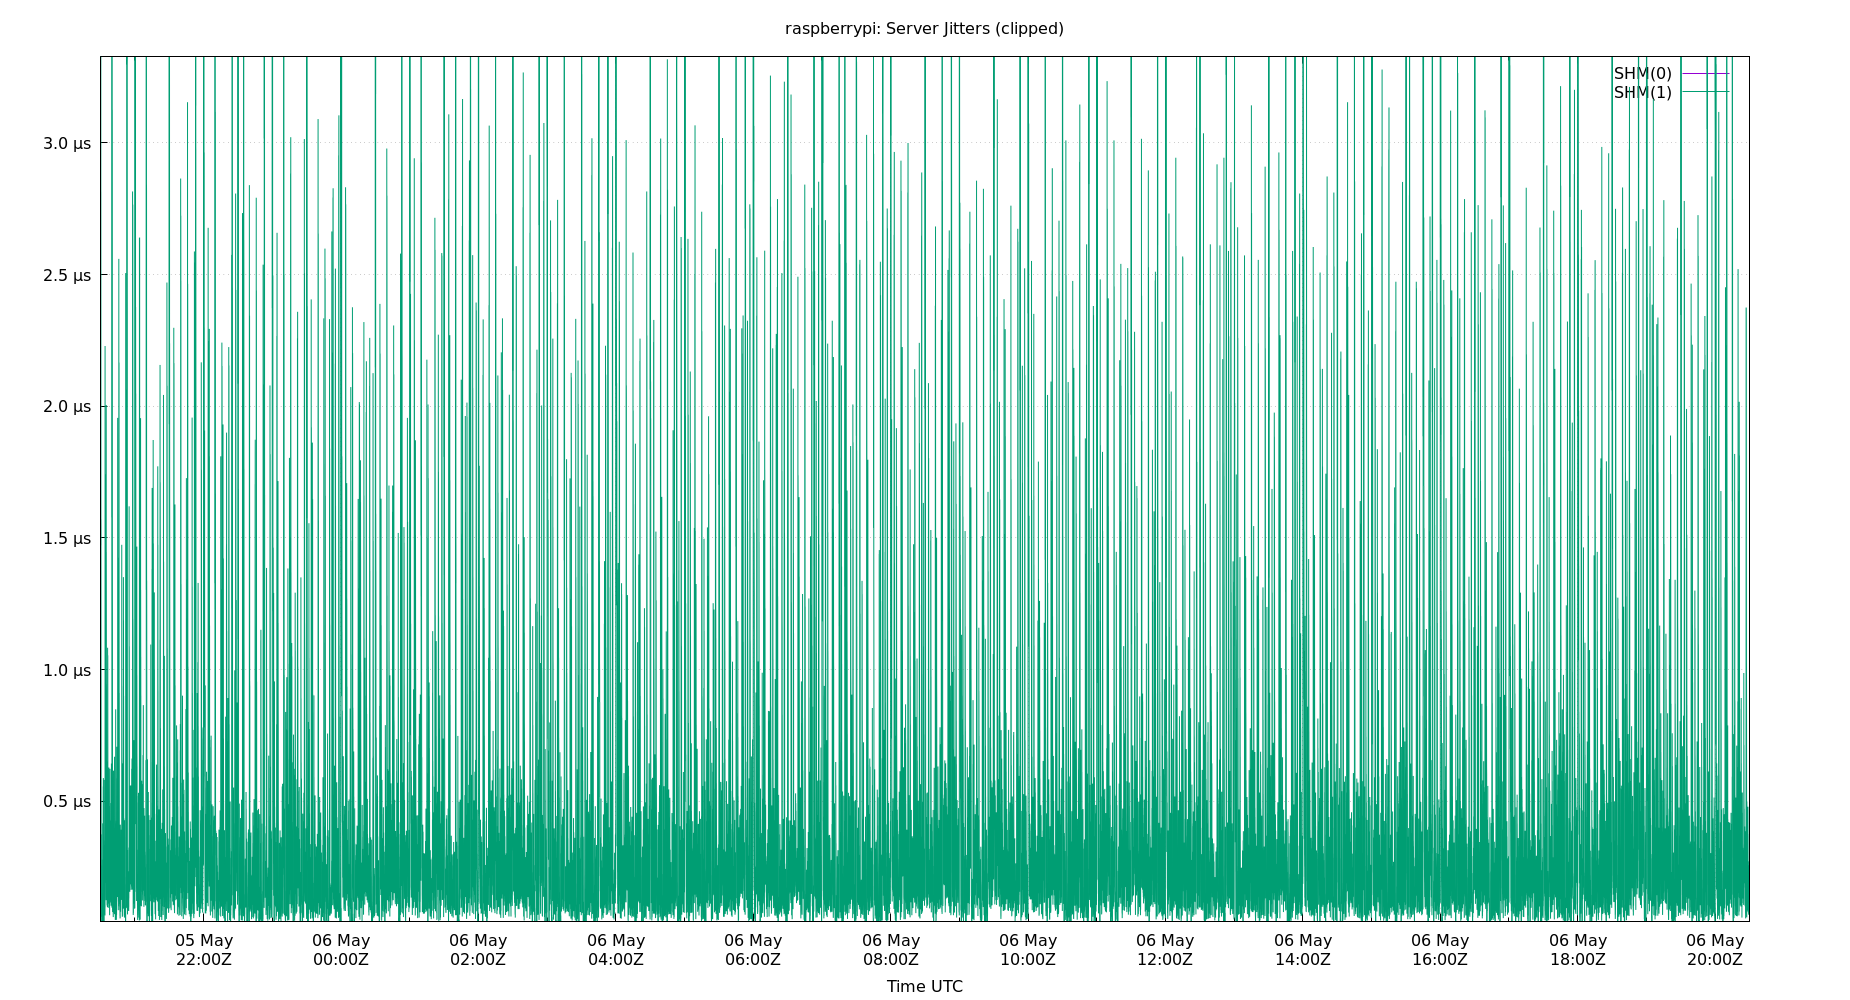 raspberrypi: Server Jitters (clipped)
SHM(0)
SHM(1)
3.0 μs
2.5 μs
2.0 μs
1.5 μs
1.0 μs
0.5 μs
05 May 06 May 06 May 06 May 06 May 06 May 06 May 06 May 06 May 06 May 06 May 06 May
22:00Z 00:00Z 02:00Z 04:00Z 06:00Z 08:00Z 10:00Z 12:00Z 14:00Z 16:00Z 18:00Z 20:00Z
Time UTC